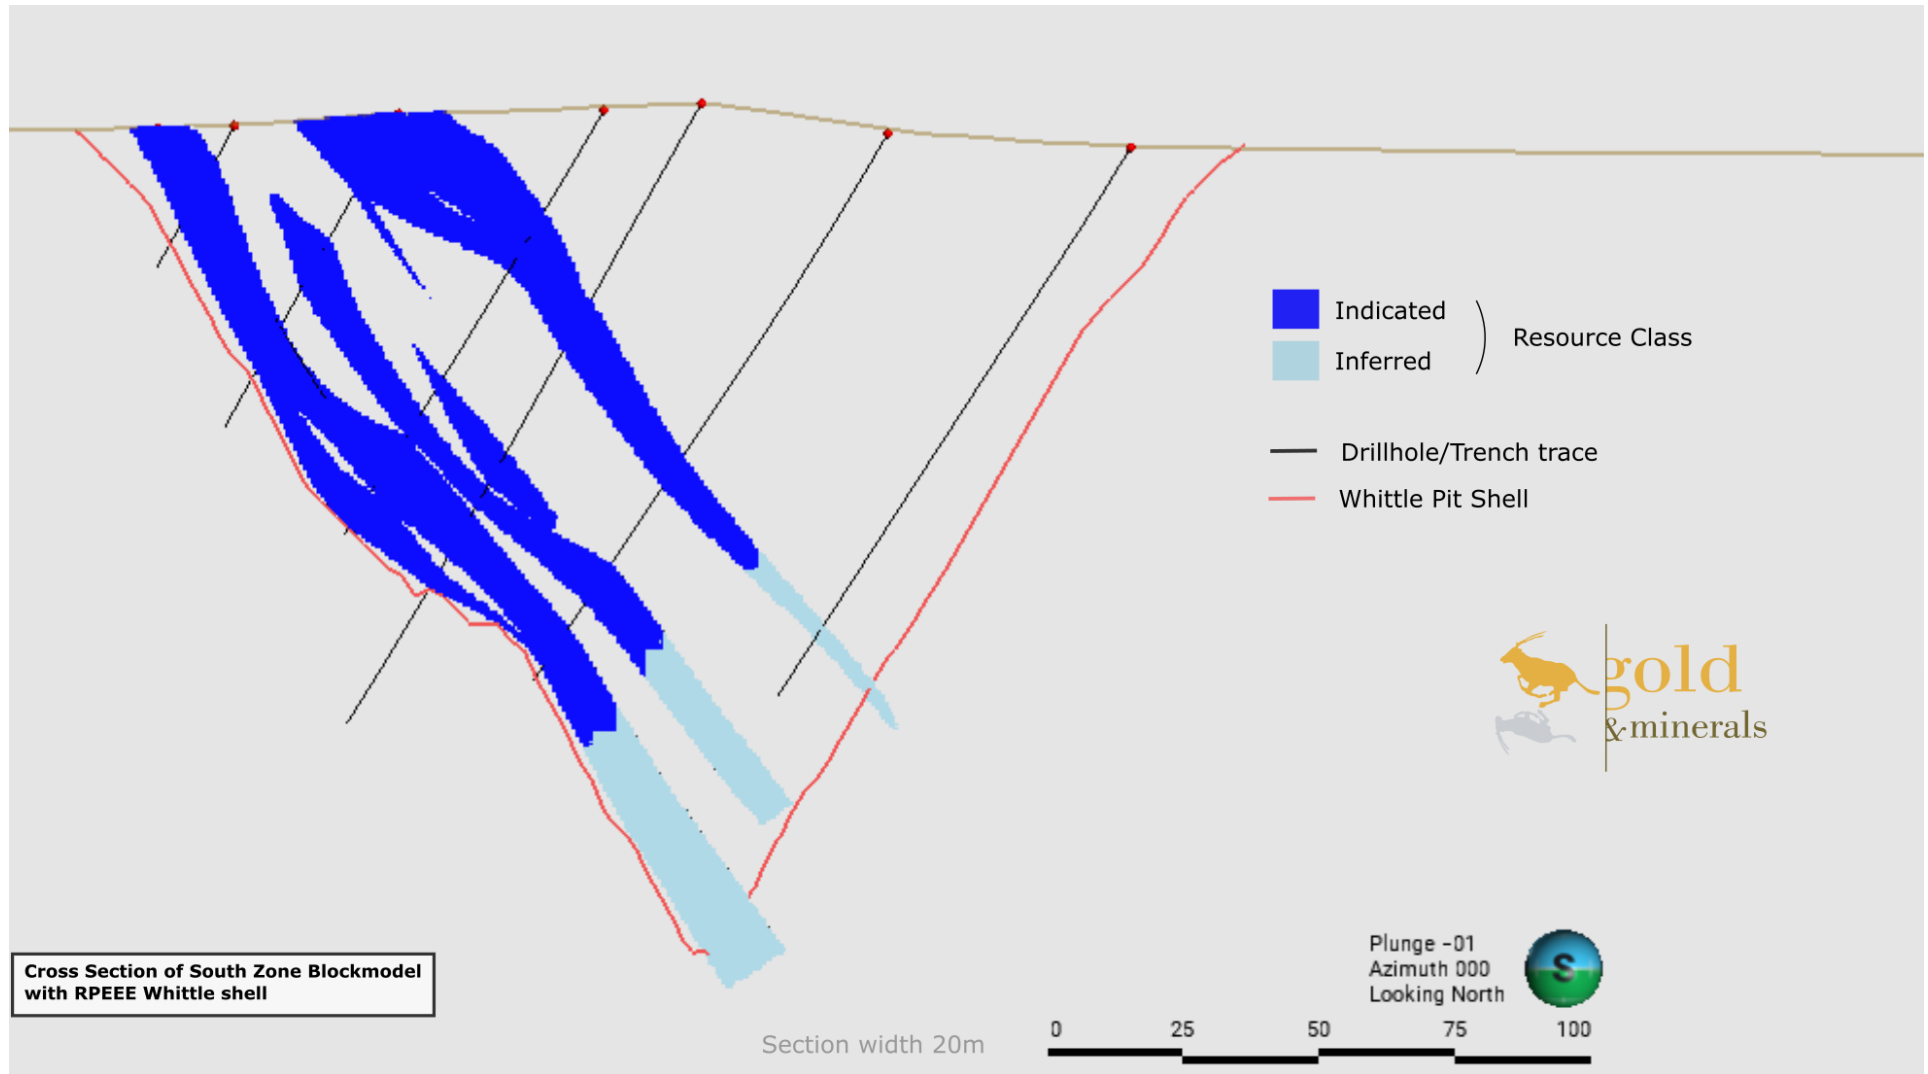 Indicated
Inferred
Resource Class
Drillhole/Trench trace
Whittle Pit Shell
gold
&minerals
Cross Section of South Zone Blockmodel
with RPEEE Whittle shell
Plunge -01
Azimuth 000
Looking North
S
0 25 50 75 100
Section width 20m